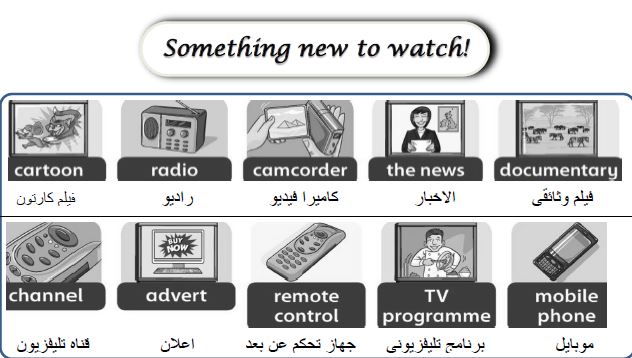 Something new to watch!
cartoon radio camcorder the news documentary
فيلم كارتون راديو كاميرا فيديو الاخبار فيلم وثائقى
BUY NOW
channel advert remote control TV programme mobile phone
قناه تليفزيون اعلان جهاز تحكم عن بعد برنامج تليفزيونى موبايل